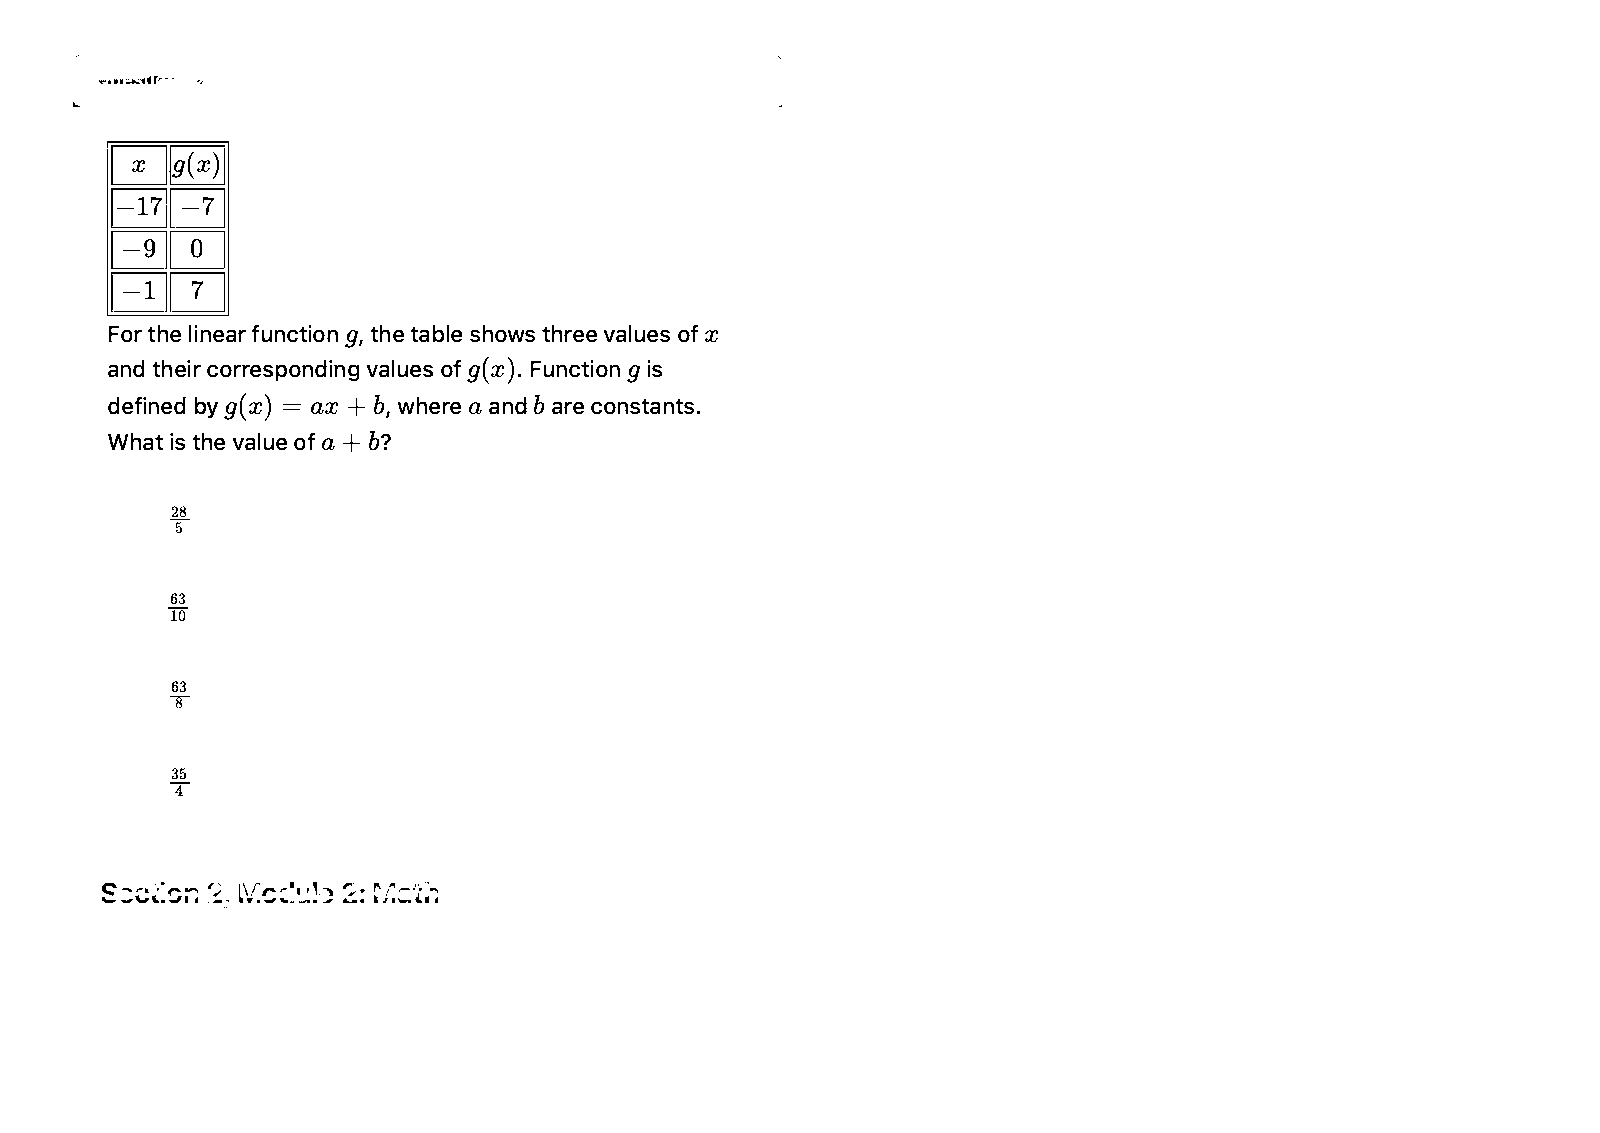 x g(x)
−17 −7
−9 0
−1 7
For the linear function g, the table shows three values of x
and their corresponding values of g(x). Function g is
defined by g(x) = ax + b, where a and b are constants.
What is the value of a + b?
28/5
63/10
63/8
35/4
Section 2, Module 2: Math